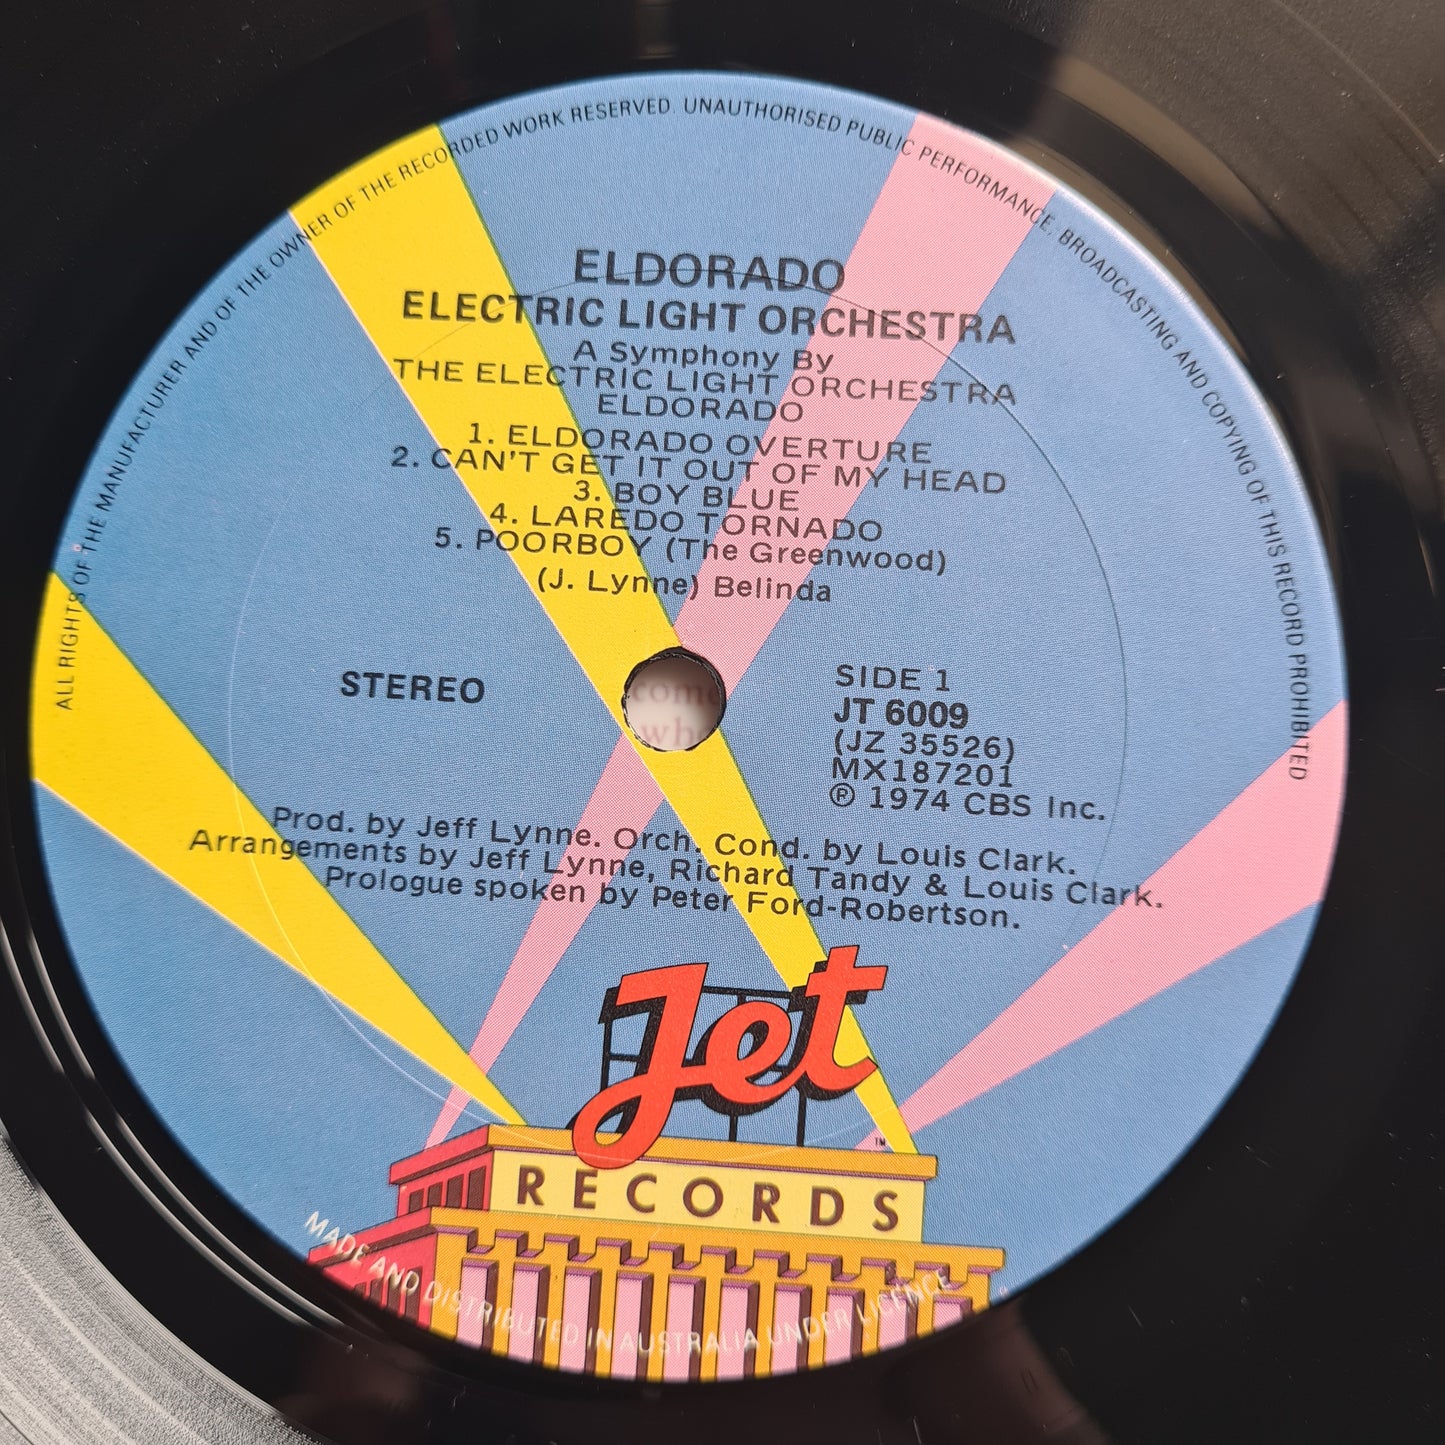 ALL RIGHTS OF THE MANUFACTURER AND OF THE OWNER OF THE RECORDED WORK RESERVED. UNAUTHORISED PUBLIC PERFORMANCE. BROADCASTING AND COPYING OF THIS RECORD PROHIBITED
ELDORADO
ELECTRIC LIGHT ORCHESTRA
A Symphony By
THE ELECTRIC LIGHT ORCHESTRA
ELDORADO
1. ELDORADO OVERTURE
2. CAN'T GET IT OUT OF MY HEAD
3. BOY BLUE
4. LAREDO TORNADO
5. POORBOY (The Greenwood)
(J. Lynne) Belinda
STEREO
SIDE 1
JT 6009
(JZ 35526)
MX187201
℗ 1974 CBS Inc.
come
Prod. by Jeff Lynne. Orch. Cond. by Louis Clark.
Arrangements by Jeff Lynne, Richard Tandy & Louis Clark.
Prologue spoken by Peter Ford-Robertson.
Jet
TM
RECORDS
MADE AND DISTRIBUTED IN AUSTRALIA UNDER LICENCE